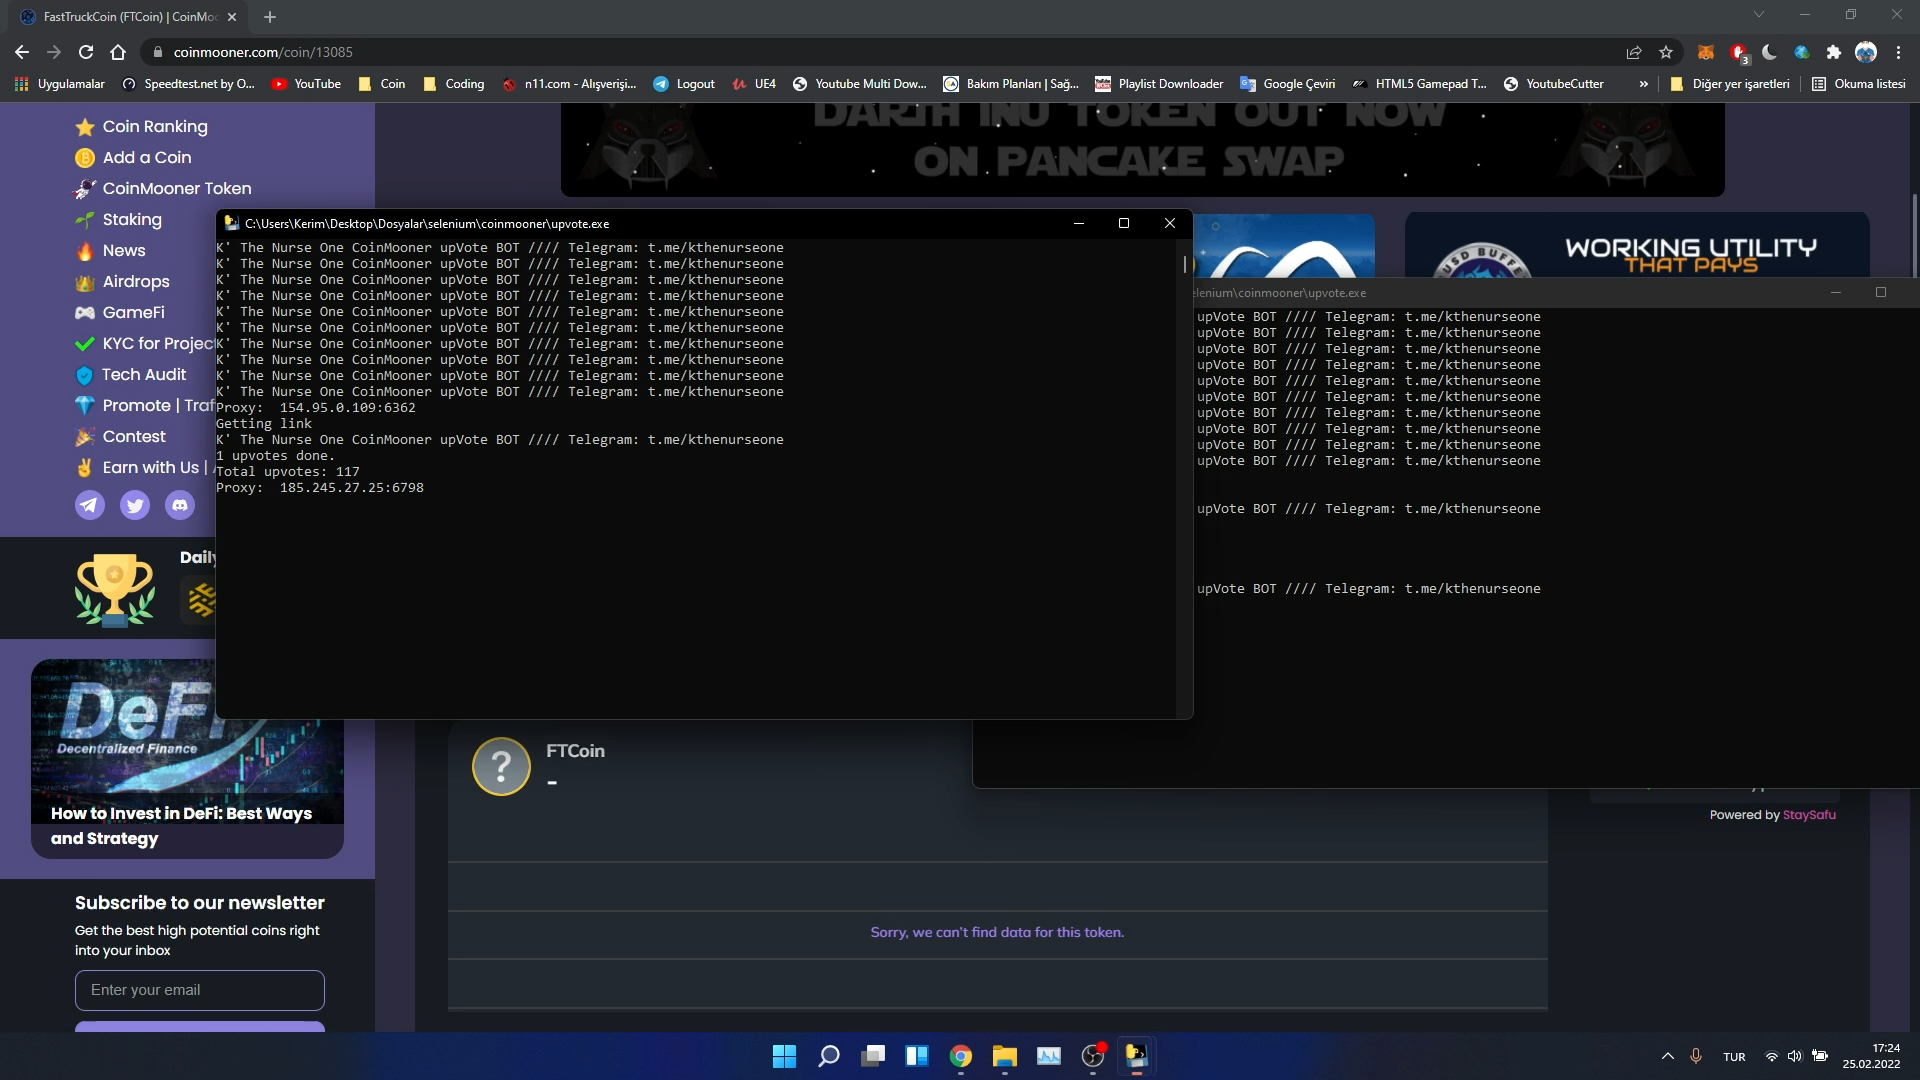 FastTruckCoin (FTCoin) | CoinMoo
coinmooner.com/coin/13085
3
Uygulamalar
Speedtest.net by O...
YouTube
Coin
Coding
n11.com - Alışverişi...
Logout
UE4
Youtube Multi Dow...
Bakım Planları | Sağ...
Playlist Downloader
Google Çeviri
HTML5 Gamepad T...
YoutubeCutter
»
Diğer yer işaretleri
Okuma listesi
DARTH INU TOKEN OUT NOW
ON PANCAKE SWAP
Coin Ranking
Add a Coin
CoinMooner Token
Staking
News
Airdrops
GameFi
KYC for Project
Tech Audit
Promote | Traf
Contest
Earn with Us |
Daily
DeFi
Decentralized Finance
How to Invest in DeFi: Best Ways
and Strategy
Subscribe to our newsletter
Get the best high potential coins right
into your inbox
Enter your email
C:\Users\Kerim\Desktop\Dosyalar\selenium\coinmooner\upvote.exe
K' The Nurse One CoinMooner upVote BOT //// Telegram: t.me/kthenurseone
K' The Nurse One CoinMooner upVote BOT //// Telegram: t.me/kthenurseone
K' The Nurse One CoinMooner upVote BOT //// Telegram: t.me/kthenurseone
K' The Nurse One CoinMooner upVote BOT //// Telegram: t.me/kthenurseone
K' The Nurse One CoinMooner upVote BOT //// Telegram: t.me/kthenurseone
K' The Nurse One CoinMooner upVote BOT //// Telegram: t.me/kthenurseone
K' The Nurse One CoinMooner upVote BOT //// Telegram: t.me/kthenurseone
K' The Nurse One CoinMooner upVote BOT //// Telegram: t.me/kthenurseone
K' The Nurse One CoinMooner upVote BOT //// Telegram: t.me/kthenurseone
K' The Nurse One CoinMooner upVote BOT //// Telegram: t.me/kthenurseone
Proxy:  154.95.0.109:6362
Getting link
K' The Nurse One CoinMooner upVote BOT //// Telegram: t.me/kthenurseone
1 upvotes done.
Total upvotes: 117
Proxy:  185.245.27.25:6798
USD BUFFE
WORKING UTILITY
THAT PAYS
elenium\coinmooner\upvote.exe
upVote BOT //// Telegram: t.me/kthenurseone
upVote BOT //// Telegram: t.me/kthenurseone
upVote BOT //// Telegram: t.me/kthenurseone
upVote BOT //// Telegram: t.me/kthenurseone
upVote BOT //// Telegram: t.me/kthenurseone
upVote BOT //// Telegram: t.me/kthenurseone
upVote BOT //// Telegram: t.me/kthenurseone
upVote BOT //// Telegram: t.me/kthenurseone
upVote BOT //// Telegram: t.me/kthenurseone
upVote BOT //// Telegram: t.me/kthenurseone
upVote BOT //// Telegram: t.me/kthenurseone
upVote BOT //// Telegram: t.me/kthenurseone
?
FTCoin
-
Powered by StaySafu
Sorry, we can't find data for this token.
TUR
17:24
25.02.2022